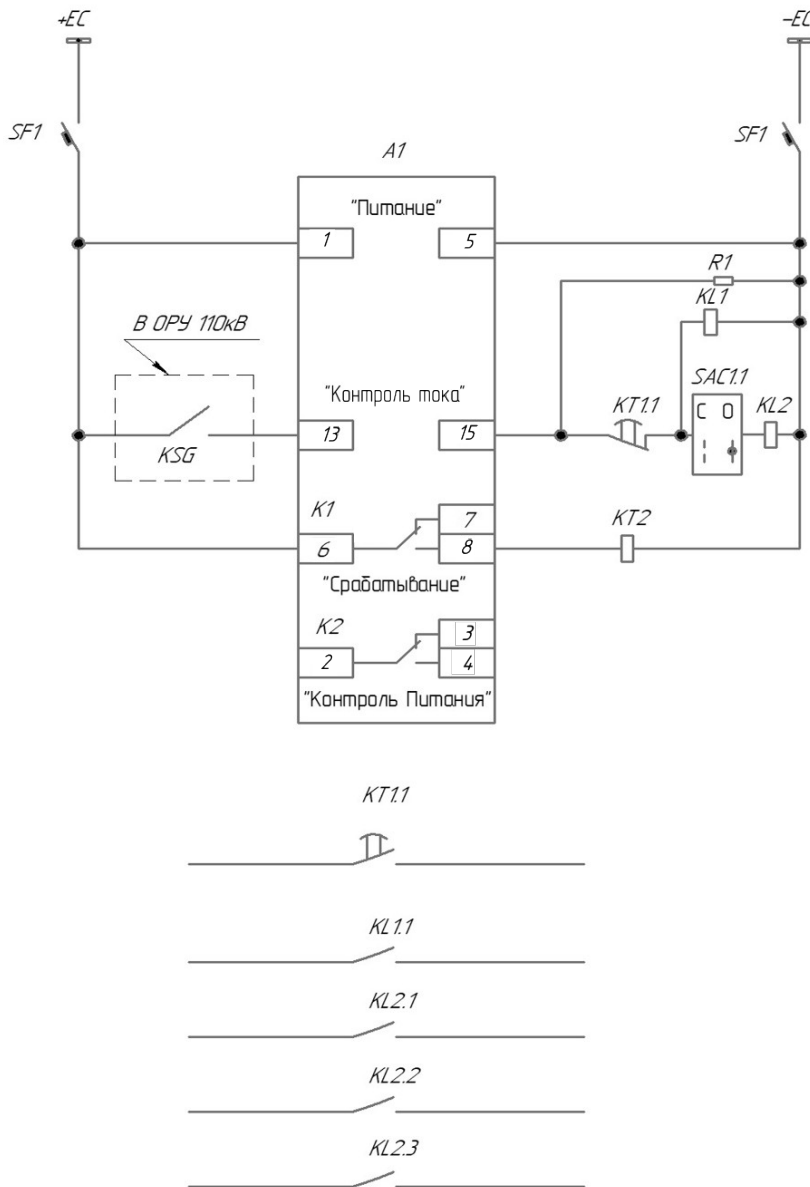 +EC
-EC
SF1
SF1
A1
"Питание"
1
5
R1
KL1
В ОРУ 110кВ
SAC1.1
"Контроль тока"
KT1.1
C O
KL2
13
15
KSG
K1
7
KT2
6
8
"Срабатывание"
K2
3
2
4
"Контроль Питания"
KT1.1
KL1.1
KL2.1
KL2.2
KL2.3